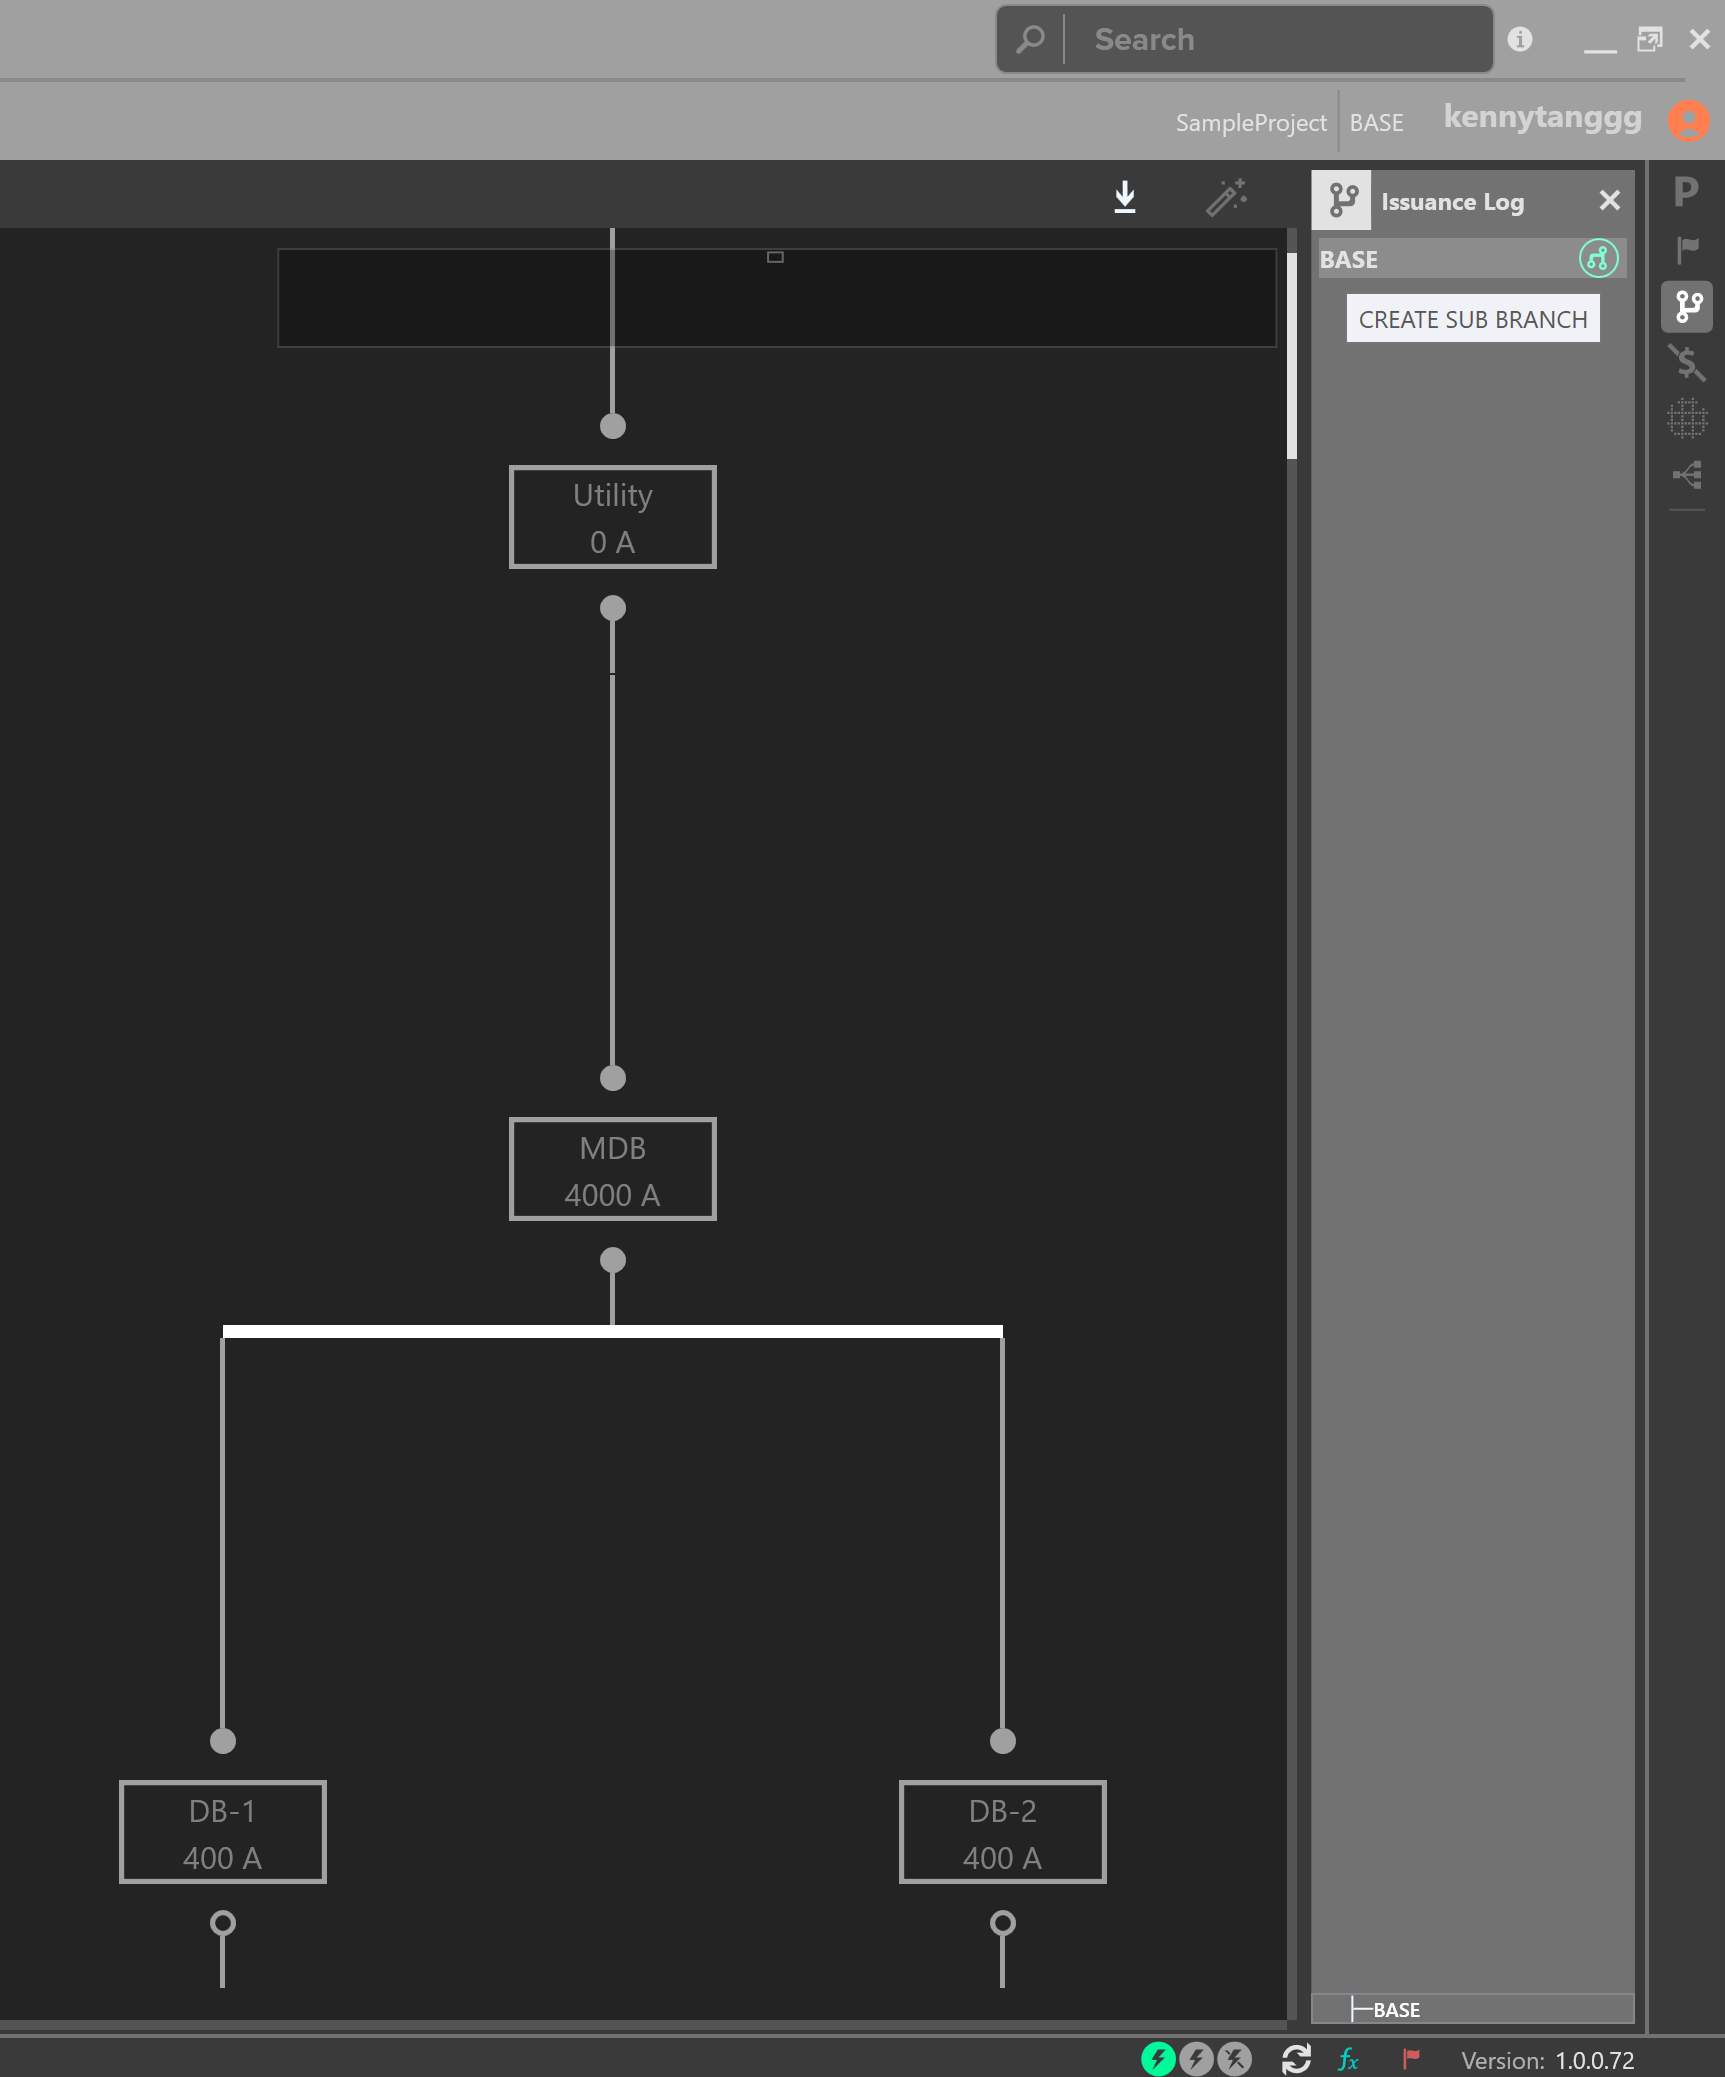 Search
SampleProject BASE kennytanggg
Issuance Log
P
BASE
CREATE SUB BRANCH
Utility
0 A
MDB
4000 A
DB-1
400 A
DB-2
400 A
BASE
fx
Version: 1.0.0.72